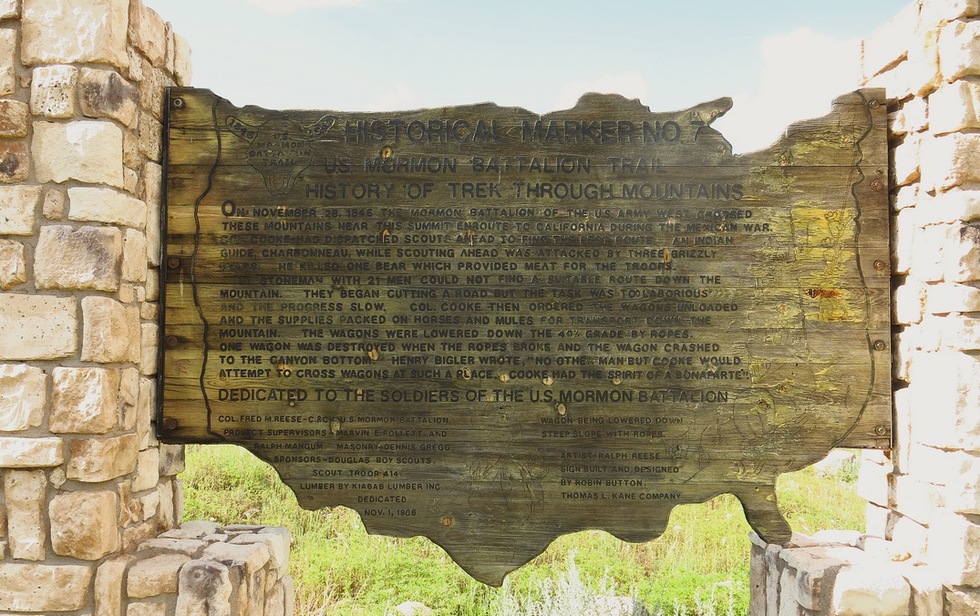 HISTORICAL MARKER NO. 7
U.S. MORMON BATTALION TRAIL
HISTORY OF TREK THROUGH MOUNTAINS
ON NOVEMBER 28, 1846 THE MORMON BATTALION OF THE U.S. ARMY WEST CROSSED
THESE MOUNTAINS NEAR THIS SUMMIT ENROUTE TO CALIFORNIA DURING THE MEXICAN WAR.
COL. COOKE HAD DISPATCHED SCOUTS AHEAD TO FIND THE BEST ROUTE. AN INDIAN
GUIDE, CHARBONNEAU, WHILE SCOUTING AHEAD WAS ATTACKED BY THREE GRIZZLY
BEARS. HE KILLED ONE BEAR WHICH PROVIDED MEAT FOR THE TROOPS.
STONEMAN WITH 21 MEN COULD NOT FIND A SUITABLE ROUTE DOWN THE
MOUNTAIN. THEY BEGAN CUTTING A ROAD BUT THE TASK WAS TOO LABORIOUS
AND THE PROGRESS SLOW. COL. COOKE THEN ORDERED THE WAGONS UNLOADED
AND THE SUPPLIES PACKED ON HORSES AND MULES FOR TRANSPORT DOWN THE
MOUNTAIN. THE WAGONS WERE LOWERED DOWN THE 40% GRADE BY ROPES.
ONE WAGON WAS DESTROYED WHEN THE ROPES BROKE AND THE WAGON CRASHED
TO THE CANYON BOTTOM. HENRY BIGLER WROTE, "NO OTHER MAN BUT COOKE WOULD
ATTEMPT TO CROSS WAGONS AT SUCH A PLACE. COOKE HAD THE SPIRIT OF A BONAPARTE"
DEDICATED TO THE SOLDIERS OF THE U.S. MORMON BATTALION
COL. FRED M. REESE-C.&C. U.S. MORMON BATTALION
PROJECT SUPERVISORS-MARVIN E. FOLLETT, AND
RALPH MANGUM. MASONRY-DENNIS GREGG
SPONSORS-DOUGLAS BOY SCOUTS.
SCOUT TROOP 414
LUMBER BY KIABAB LUMBER INC
DEDICATED
NOV. 1, 1986
WAGON BEING LOWERED DOWN
STEEP SLOPE WITH ROPES
ARTIST-RALPH REESE
SIGN BUILT AND DESIGNED
BY ROBIN BUTTON.
THOMAS L. KANE COMPANY